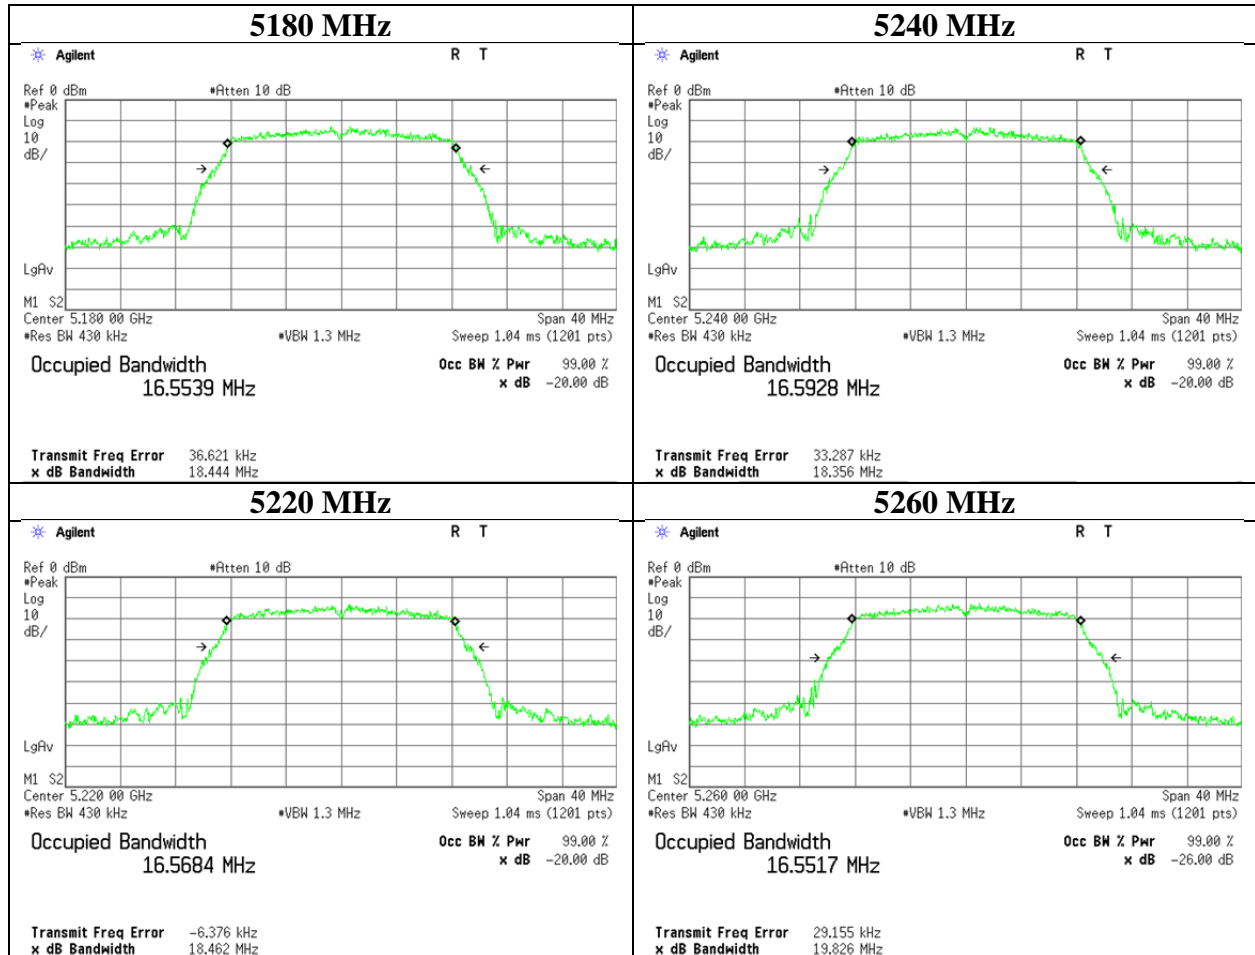 5180 MHz
Agilent R T
Ref 0 dBm #Atten 10 dB
#Peak
Log
10
dB/
LgAv
M1 S2
Center 5.180 00 GHz Span 40 MHz
#Res BW 430 kHz #VBW 1.3 MHz Sweep 1.04 ms (1201 pts)
Occupied Bandwidth Occ BW % Pwr 99.00 %
16.5539 MHz x dB -20.00 dB
Transmit Freq Error 36.621 kHz
x dB Bandwidth 18.444 MHz
5240 MHz
Agilent R T
Ref 0 dBm #Atten 10 dB
#Peak
Log
10
dB/
LgAv
M1 S2
Center 5.240 00 GHz Span 40 MHz
#Res BW 430 kHz #VBW 1.3 MHz Sweep 1.04 ms (1201 pts)
Occupied Bandwidth Occ BW % Pwr 99.00 %
16.5928 MHz x dB -20.00 dB
Transmit Freq Error 33.287 kHz
x dB Bandwidth 18.356 MHz
5220 MHz
Agilent R T
Ref 0 dBm #Atten 10 dB
#Peak
Log
10
dB/
LgAv
M1 S2
Center 5.220 00 GHz Span 40 MHz
#Res BW 430 kHz #VBW 1.3 MHz Sweep 1.04 ms (1201 pts)
Occupied Bandwidth Occ BW % Pwr 99.00 %
16.5684 MHz x dB -20.00 dB
Transmit Freq Error -6.376 kHz
x dB Bandwidth 18.462 MHz
5260 MHz
Agilent R T
Ref 0 dBm #Atten 10 dB
#Peak
Log
10
dB/
LgAv
M1 S2
Center 5.260 00 GHz Span 40 MHz
#Res BW 430 kHz #VBW 1.3 MHz Sweep 1.04 ms (1201 pts)
Occupied Bandwidth Occ BW % Pwr 99.00 %
16.5517 MHz x dB -26.00 dB
Transmit Freq Error 29.155 kHz
x dB Bandwidth 19.826 MHz